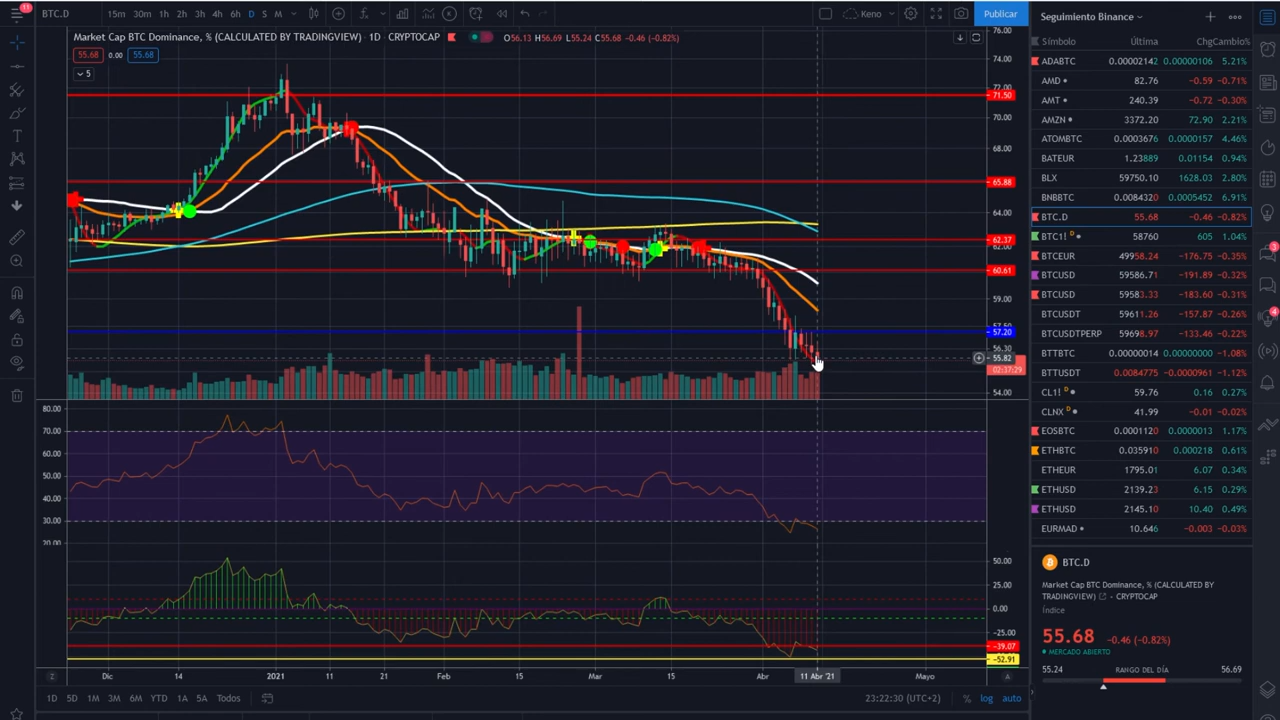 11
BTC.D
15m 30m 1h 2h 3h 4h 6h D S M
Keno
Publicar
Market Cap BTC Dominance, % (CALCULATED BY TRADINGVIEW) · 1D · CRYPTOCAP
O56.13 H56.69 L55.24 C55.68 -0.46 (-0.82%)
55.68 0.00 55.68
5
76.00
74.00
71.50
70.00
68.00
65.88
64.00
62.37
62.00
60.61
59.00
57.20
56.30
55.82
02:37:29
54.00
80.00
70.00
60.00
50.00
40.00
30.00
20.00
50.00
25.00
0.00
-25.00
-39.07
-52.91
Dic 14 2021 11 21 Feb 15 Mar 15 Abr 11 Abr '21 Mayo
1D 5D 1M 3M 6M YTD 1A 5A Todos
23:22:30 (UTC+2)
% log auto
Seguimiento Binance
Símbolo Última Chg Cambio%
ADABTC 0.00002142 0.00000106 5.21%
AMD 82.76 -0.59 -0.71%
AMT 240.39 -0.72 -0.30%
AMZN 3372.20 72.90 2.21%
ATOMBTC 0.0003676 0.0000157 4.46%
BATEUR 1.23889 0.01154 0.94%
BLX 59750.10 1628.03 2.80%
BNBBTC 0.0084320 0.0005452 6.91%
BTC.D 55.68 -0.46 -0.82%
BTC1! D 58760 605 1.04%
BTCEUR 49958.24 -176.75 -0.35%
BTCUSD 59586.71 -191.89 -0.32%
BTCUSD 59583.33 -183.60 -0.31%
BTCUSDT 59611.26 -157.87 -0.26%
BTCUSDTPERP 59698.97 -133.46 -0.22%
BTTBTC 0.00000014 0.00000000 -1.08%
BTTUSDT 0.0084775 -0.0000961 -1.12%
CL1! D 59.76 0.16 0.27%
CLNX D 41.99 -0.01 -0.02%
EOSBTC 0.0001120 0.0000013 1.17%
ETHBTC 0.035910 0.000218 0.61%
ETHEUR 1795.01 6.07 0.34%
ETHUSD 2139.23 6.15 0.29%
ETHUSD 2145.10 10.40 0.49%
EURMAD 10.646 -0.003 -0.03%
BTC.D
Market Cap BTC Dominance, % (CALCULATED BY
TRADINGVIEW) - CRYPTOCAP
Índice
55.68 -0.46 (-0.82%)
MERCADO ABIERTO
55.24 RANGO DEL DÍA 56.69
3
4